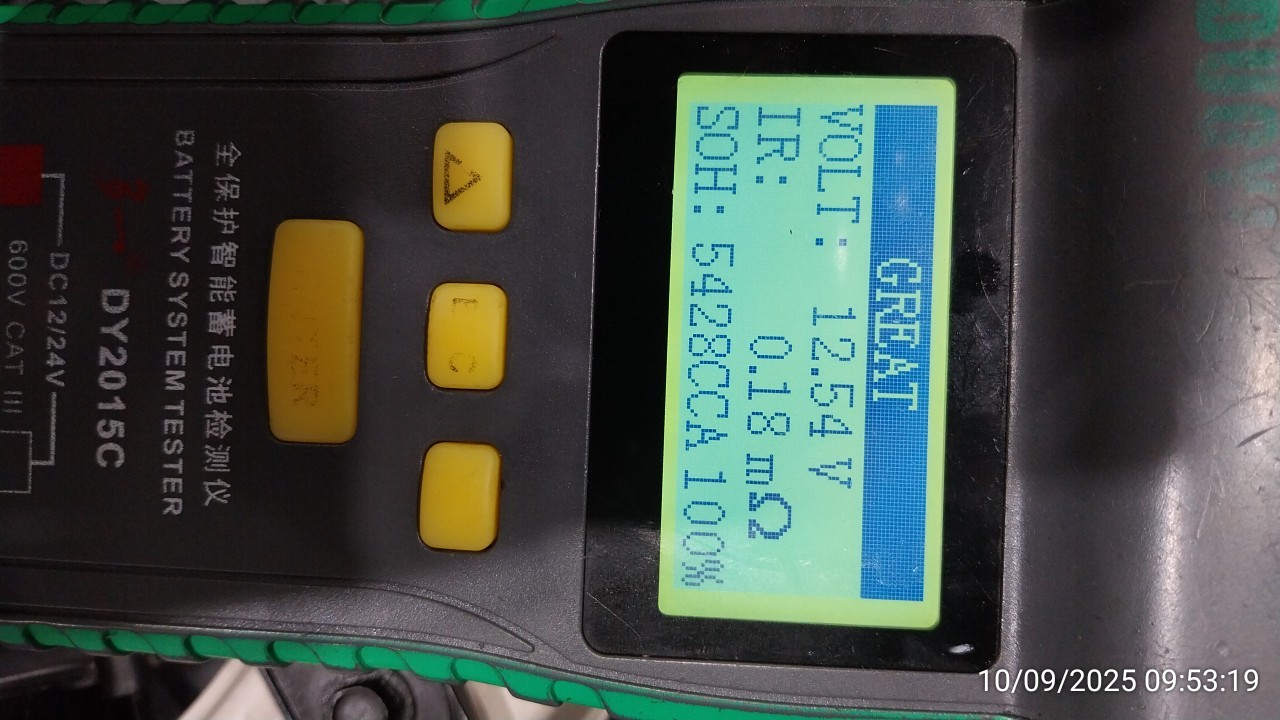 GREAT
VOLT: 12.54 V
IR: 0.18 mΩ
SOH: 5428CCA 100%
全保护智能蓄电池检测仪
BATTERY SYSTEM TESTER
DY2015C
DC12/24V
600V CAT III
10/09/2025 09:53:19